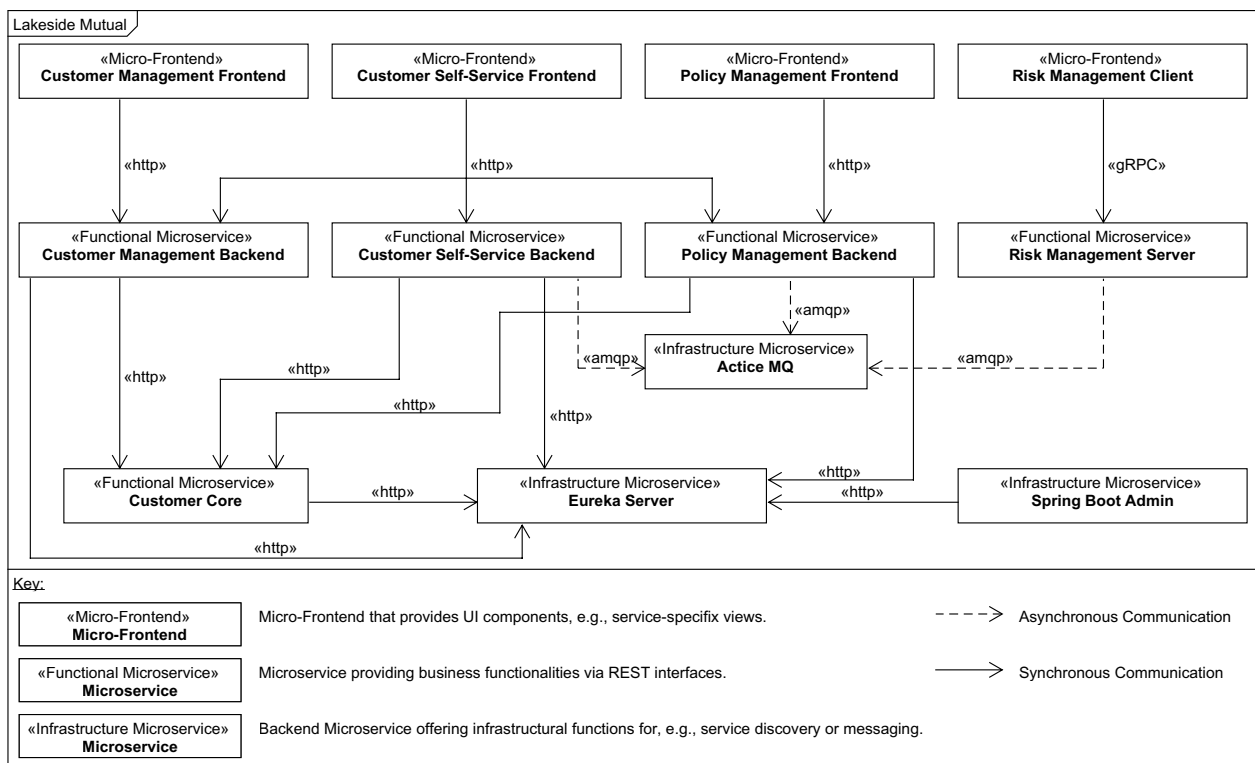 Lakeside Mutual
«Micro-Frontend»
Customer Management Frontend
«Micro-Frontend»
Customer Self-Service Frontend
«Micro-Frontend»
Policy Management Frontend
«Micro-Frontend»
Risk Management Client
«http»
«http»
«http»
«gRPC»
«Functional Microservice»
Customer Management Backend
«Functional Microservice»
Customer Self-Service Backend
«Functional Microservice»
Policy Management Backend
«Functional Microservice»
Risk Management Server
«amqp»
«Infrastructure Microservice»
Actice MQ
«amqp»
«amqp»
«http»
«http»
«http»
«http»
«Functional Microservice»
Customer Core
«http»
«Infrastructure Microservice»
Eureka Server
«http»
«http»
«Infrastructure Microservice»
Spring Boot Admin
«http»
Key:
«Micro-Frontend»
Micro-Frontend
Micro-Frontend that provides UI components, e.g., service-specifix views.
Asynchronous Communication
«Functional Microservice»
Microservice
Microservice providing business functionalities via REST interfaces.
Synchronous Communication
«Infrastructure Microservice»
Microservice
Backend Microservice offering infrastructural functions for, e.g., service discovery or messaging.